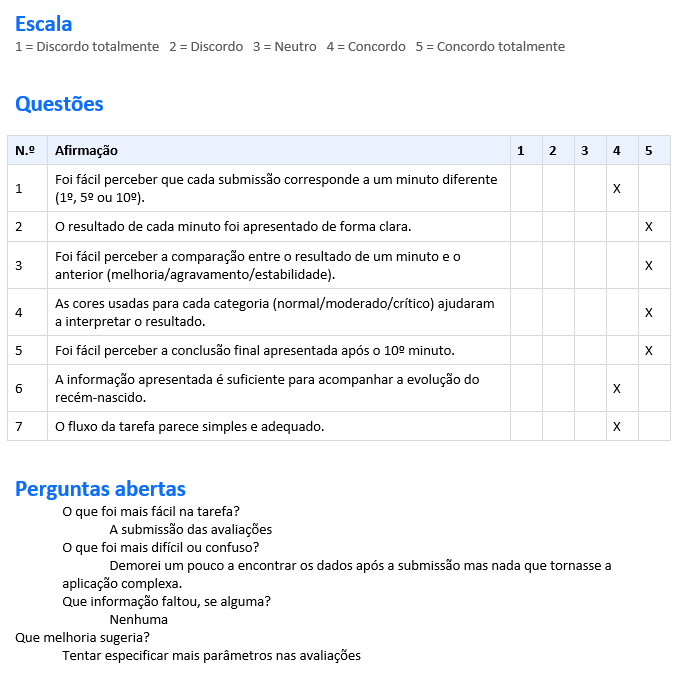 Escala
1 = Discordo totalmente 2 = Discordo 3 = Neutro 4 = Concordo 5 = Concordo totalmente
Questões
N.º Afirmação 1 2 3 4 5
1 Foi fácil perceber que cada submissão corresponde a um minuto diferente (1º, 5º ou 10º). X
2 O resultado de cada minuto foi apresentado de forma clara. X
3 Foi fácil perceber a comparação entre o resultado de um minuto e o anterior (melhoria/agravamento/estabilidade). X
4 As cores usadas para cada categoria (normal/moderado/crítico) ajudaram a interpretar o resultado. X
5 Foi fácil perceber a conclusão final apresentada após o 10º minuto. X
6 A informação apresentada é suficiente para acompanhar a evolução do recém-nascido. X
7 O fluxo da tarefa parece simples e adequado. X
Perguntas abertas
O que foi mais fácil na tarefa?
A submissão das avaliações
O que foi mais difícil ou confuso?
Demorei um pouco a encontrar os dados após a submissão mas nada que tornasse a
aplicação complexa.
Que informação faltou, se alguma?
Nenhuma
Que melhoria sugeria?
Tentar especificar mais parâmetros nas avaliações